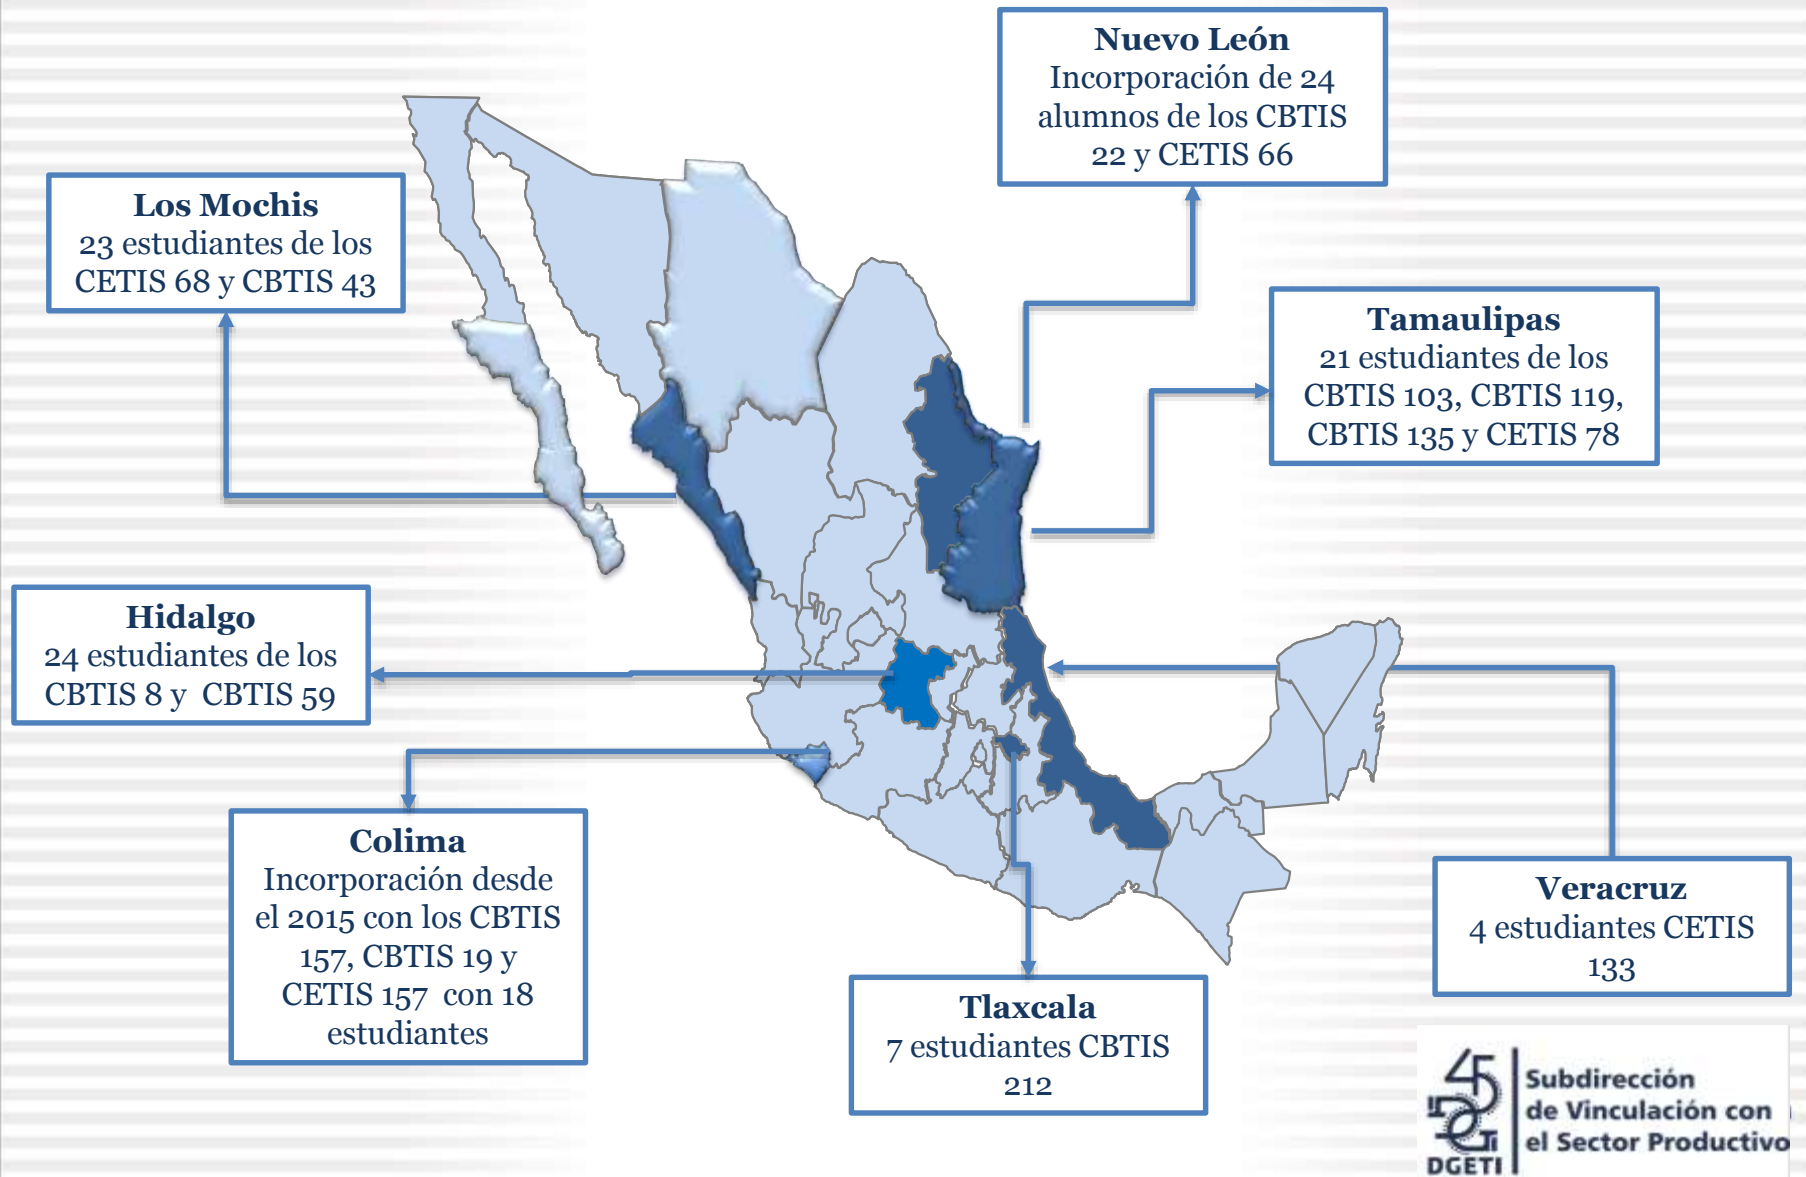 Nuevo León
Incorporación de 24
alumnos de los CBTIS
22 y CETIS 66
Los Mochis
23 estudiantes de los
CETIS 68 y CBTIS 43
Tamaulipas
21 estudiantes de los
CBTIS 103, CBTIS 119,
CBTIS 135 y CETIS 78
Hidalgo
24 estudiantes de los
CBTIS 8 y  CBTIS 59
Colima
Incorporación desde
el 2015 con los CBTIS
157, CBTIS 19 y
CETIS 157  con 18
estudiantes
Veracruz
4 estudiantes CETIS
133
Tlaxcala
7 estudiantes CBTIS
212
45
DGETI
Subdirección
de Vinculación con
el Sector Productivo
DGETI